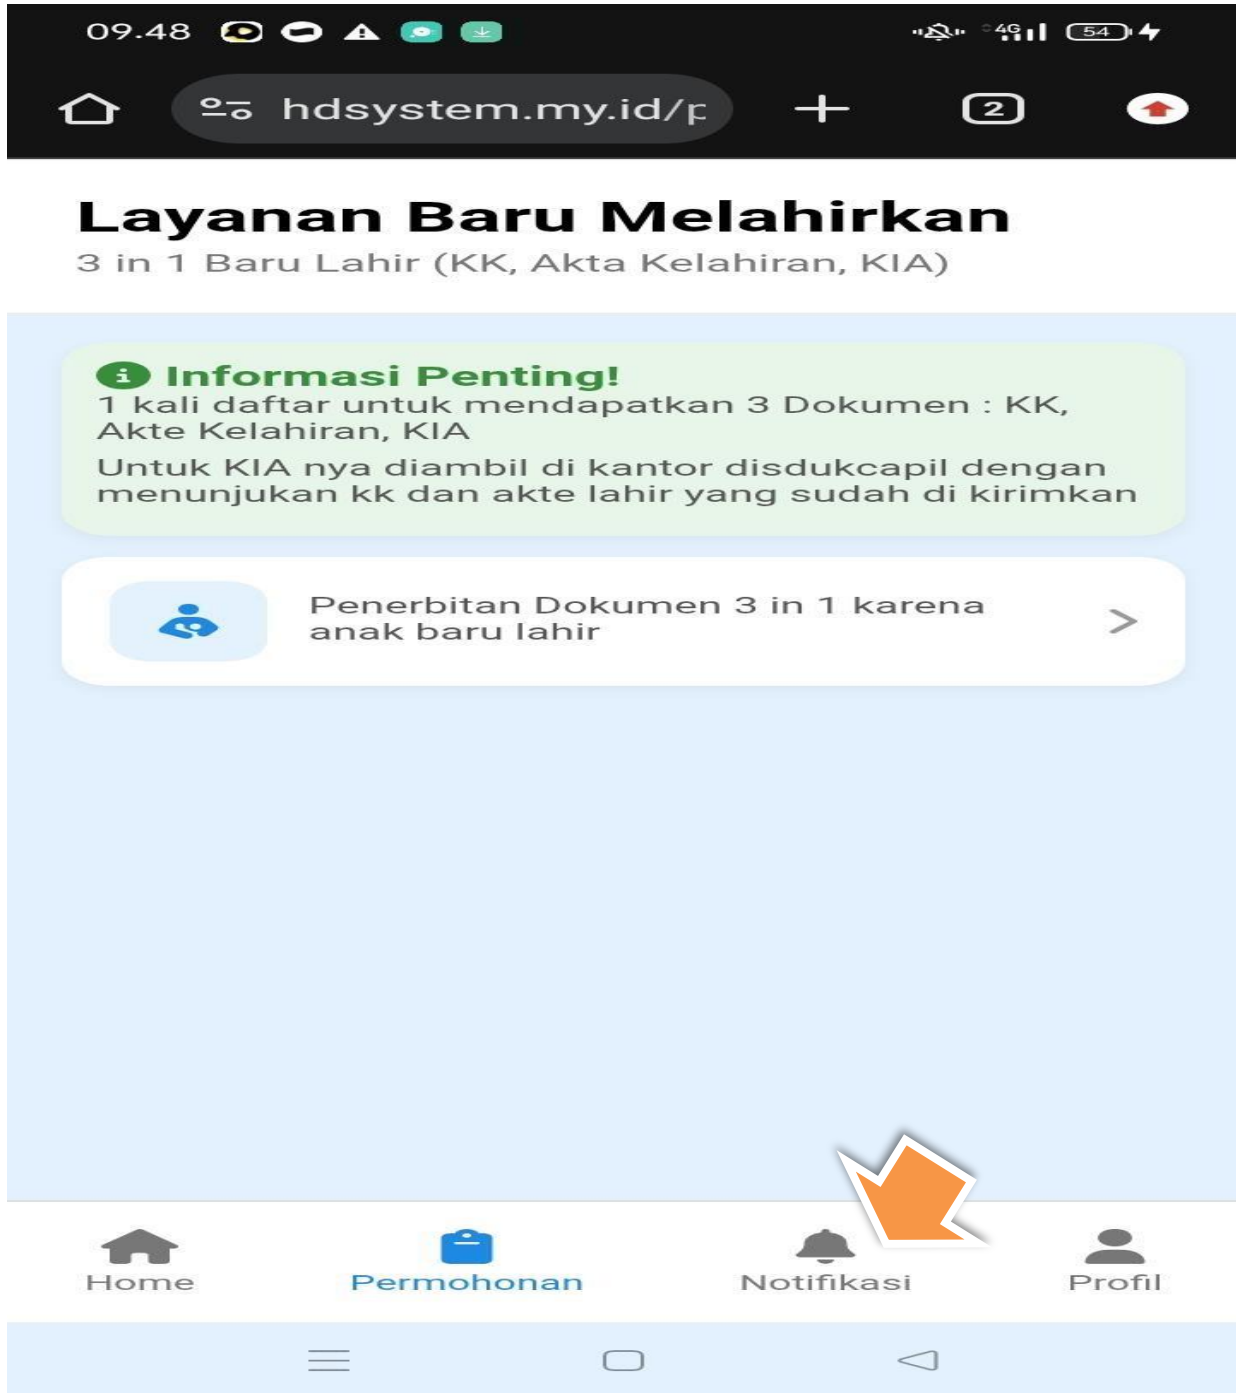 09.48
4G
54
hdsystem.my.id/p
2
Layanan Baru Melahirkan
3 in 1 Baru Lahir (KK, Akta Kelahiran, KIA)
Informasi Penting!
1 kali daftar untuk mendapatkan 3 Dokumen : KK,
Akte Kelahiran, KIA
Untuk KIA nya diambil di kantor disdukcapil dengan
menunjukan kk dan akte lahir yang sudah di kirimkan
Penerbitan Dokumen 3 in 1 karena
anak baru lahir
Home
Permohonan
Notifikasi
Profil